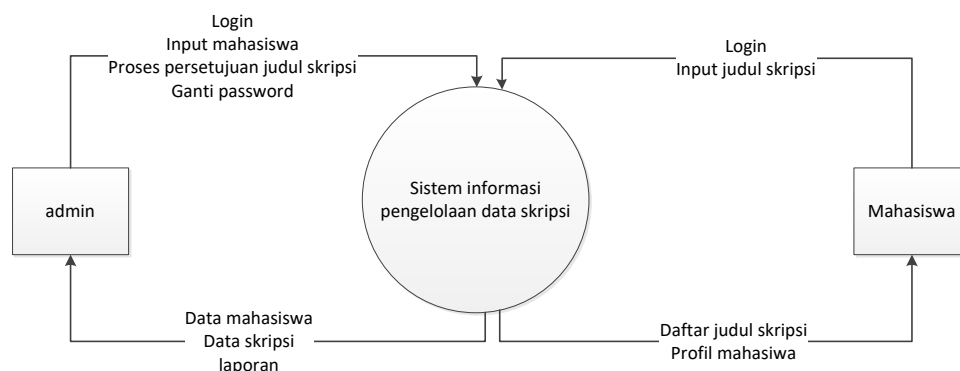 Login
Input mahasiswa
Proses persetujuan judul skripsi
Ganti password
Login
Input judul skripsi
admin
Sistem informasi
pengelolaan data skripsi
Mahasiswa
Data mahasiswa
Data skripsi
laporan
Daftar judul skripsi
Profil mahasiwa